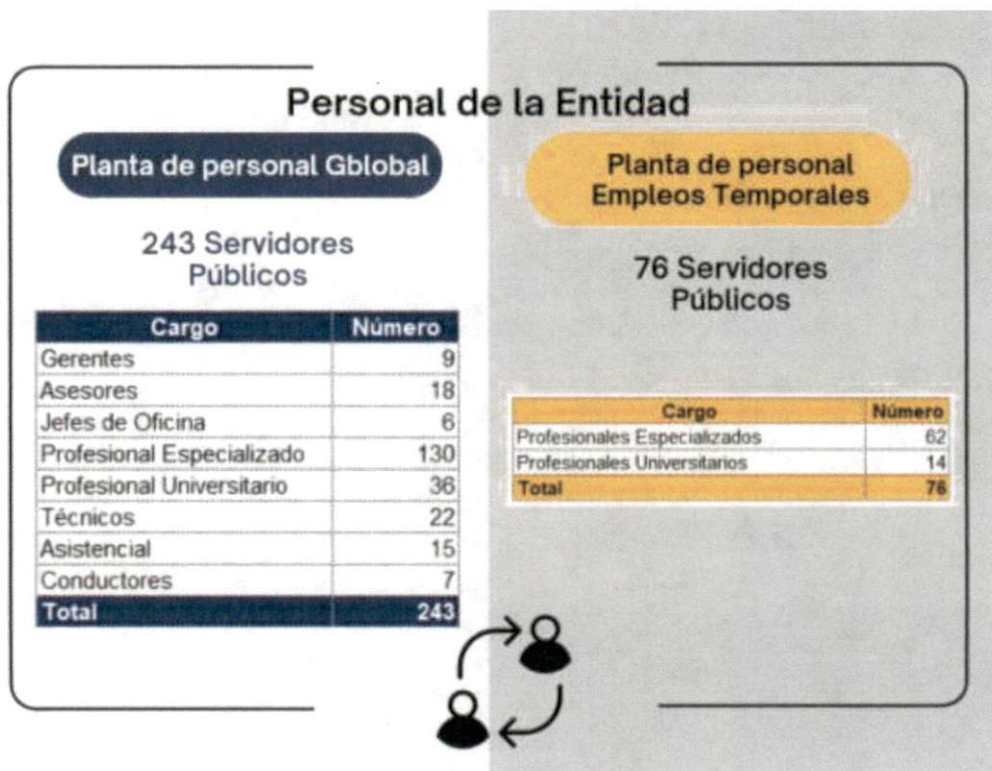 Personal de la Entidad
Planta de personal Gblobal
243 Servidores
Públicos
Cargo Número
Gerentes 9
Asesores 18
Jefes de Oficina 6
Profesional Especializado 130
Profesional Universitario 36
Técnicos 22
Asistencial 15
Conductores 7
Total 243
Planta de personal
Empleos Temporales
76 Servidores
Públicos
Cargo Número
Profesionales Especializados 62
Profesionales Universitarios 14
Total 76